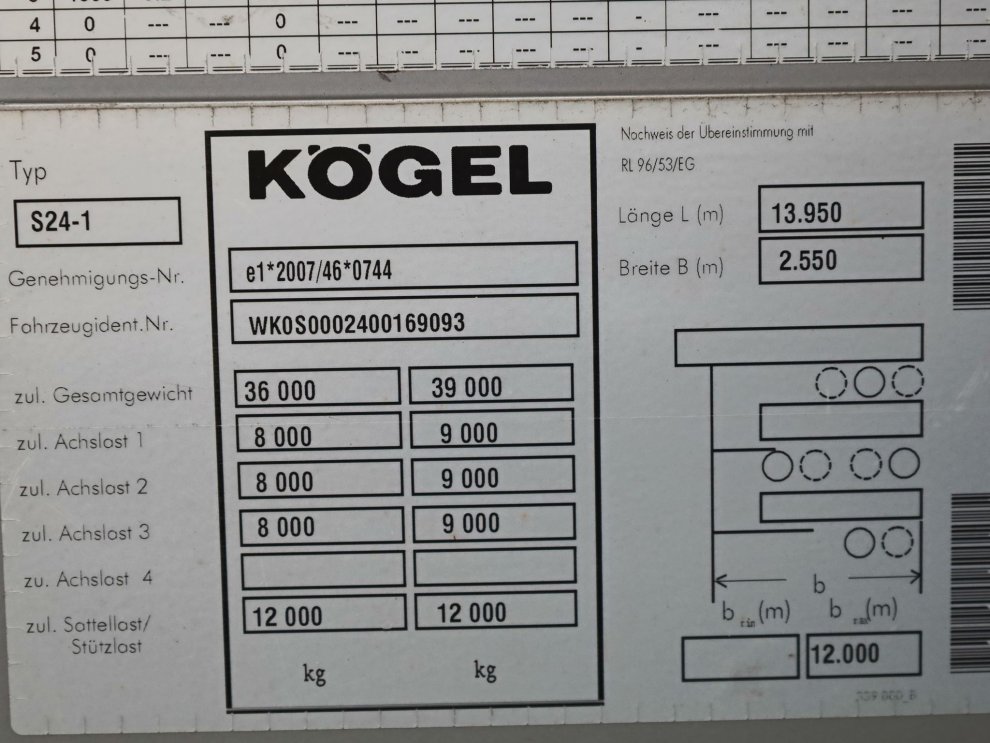 4 0 --- --- 0 --- --- --- --- - --- --- --- ---
5 0 --- --- 0 --- --- --- --- - --- --- --- ---
KÖGEL
Nachweis der Übereinstimmung mit
RL 96/53/EG
Typ
S24-1
Länge L (m) 13.950
Breite B (m) 2.550
Genehmigungs-Nr. e1*2007/46*0744
Fahrzeugident.Nr. WK0S0002400169093
zul. Gesamtgewicht 36 000 39 000
zul. Achslast 1 8 000 9 000
zul. Achslast 2 8 000 9 000
zul. Achslast 3 8 000 9 000
zu. Achslast 4
zul. Sattellast/ 12 000 12 000
Stützlast
kg kg
b
b min (m) b max (m)
12.000